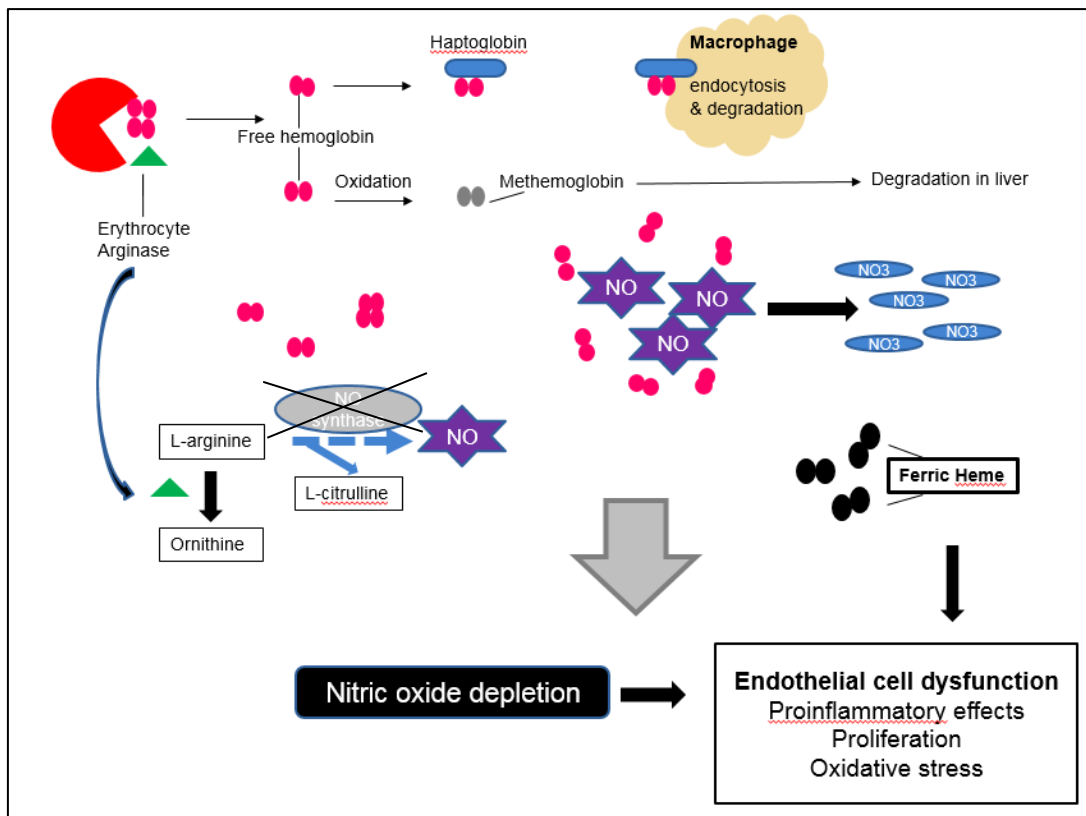 Haptoglobin
Macrophage
endocytosis
& degradation
Free hemoglobin
Oxidation
Methemoglobin
Degradation in liver
Erythrocyte
Arginase
NO
NO
NO
NO3
NO3
NO3
NO3
NO3
NO
synthase
NO
L-arginine
L-citrulline
Ornithine
Ferric Heme
Nitric oxide depletion
Endothelial cell dysfunction
Proinflammatory effects
Proliferation
Oxidative stress